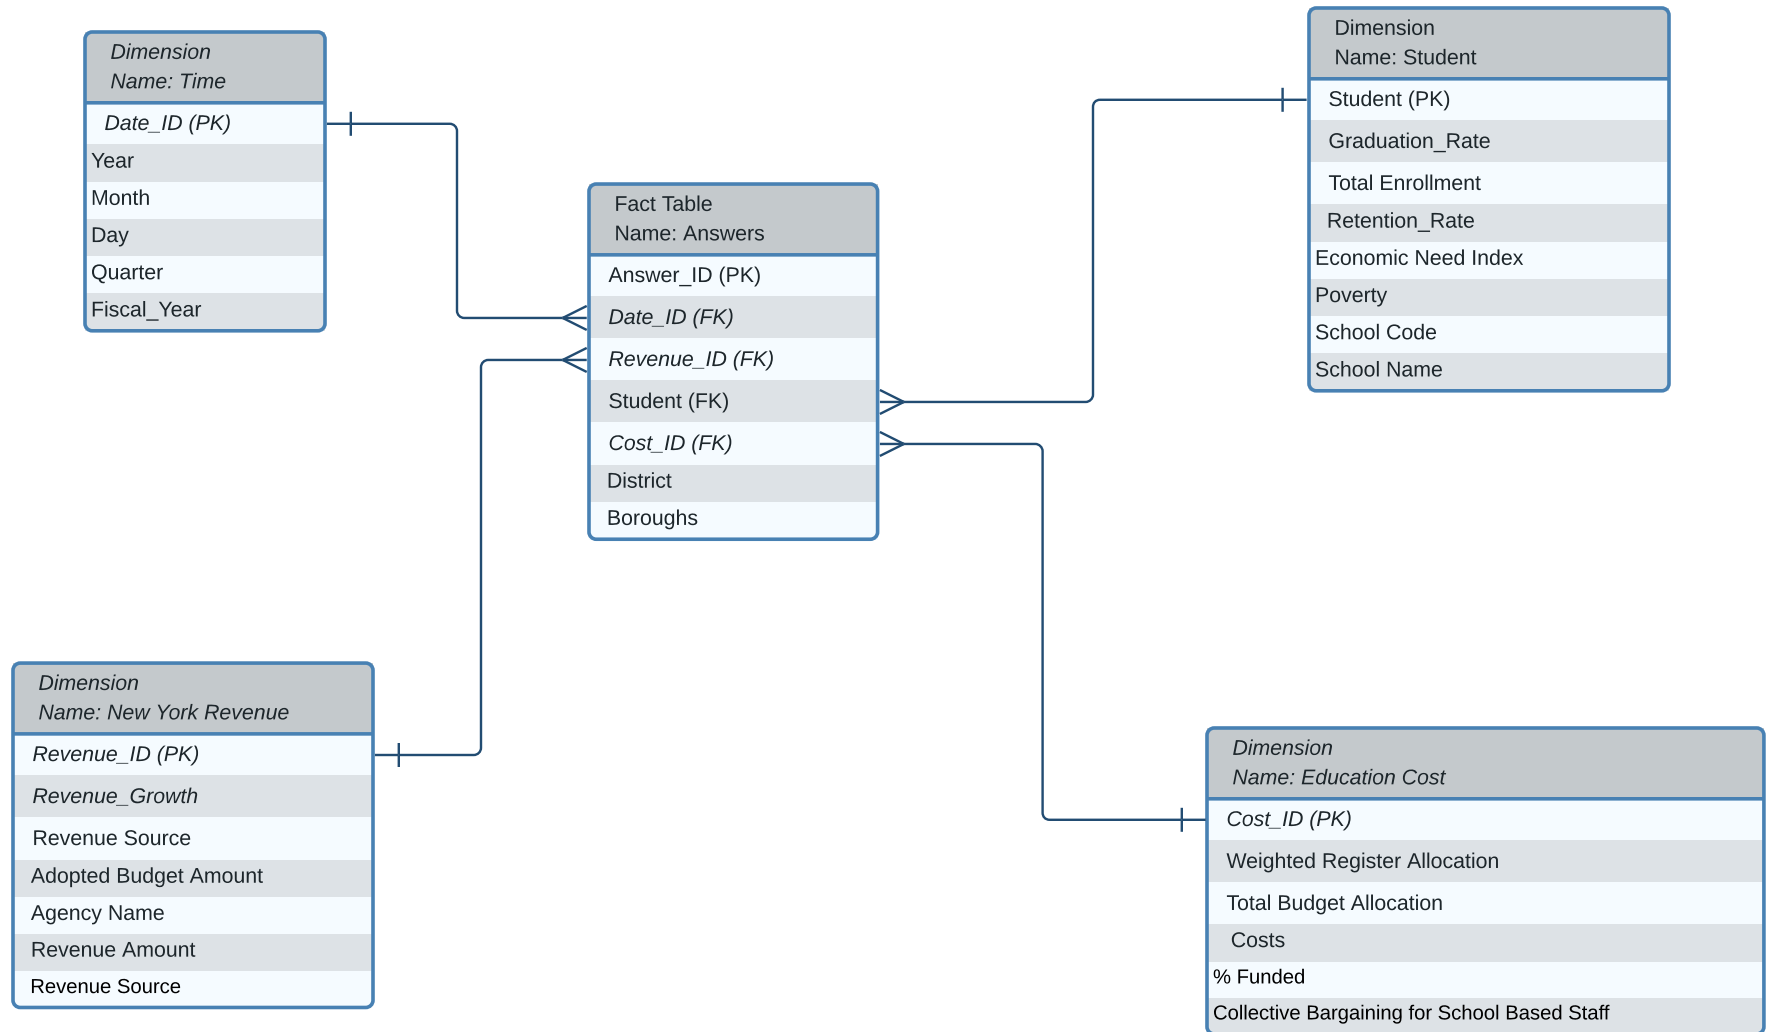 Dimension
Name: Time
Date_ID (PK)
Year
Month
Day
Quarter
Fiscal_Year
Fact Table
Name: Answers
Answer_ID (PK)
Date_ID (FK)
Revenue_ID (FK)
Student (FK)
Cost_ID (FK)
District
Boroughs
Dimension
Name: Student
Student (PK)
Graduation_Rate
Total Enrollment
Retention_Rate
Economic Need Index
Poverty
School Code
School Name
Dimension
Name: New York Revenue
Revenue_ID (PK)
Revenue_Growth
Revenue Source
Adopted Budget Amount
Agency Name
Revenue Amount
Revenue Source
Dimension
Name: Education Cost
Cost_ID (PK)
Weighted Register Allocation
Total Budget Allocation
Costs
% Funded
Collective Bargaining for School Based Staff